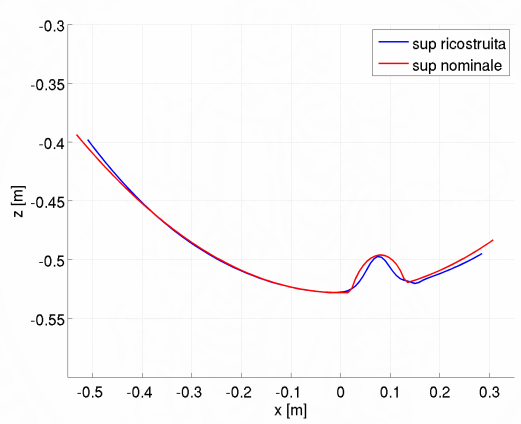 -0.3
-0.35
-0.4
-0.45
-0.5
-0.55
z [m]
sup ricostruita
sup nominale
-0.5 -0.4 -0.3 -0.2 -0.1 0 0.1 0.2 0.3
x [m]